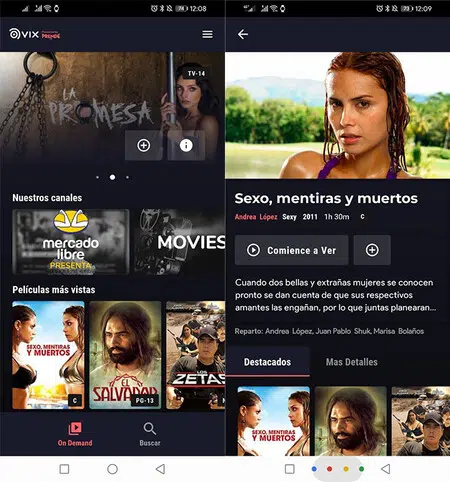 12:08
VIX
PRENDE
TV-14
LA
PROMESA
Nuestros canales
mercado
libre
PRESENTA
MOVIES
Películas más vistas
SEXO, MENTIRAS
Y MUERTOS
C
EL
SALVADOR
PG-13
LOS
ZETAS
On Demand
Buscar
12:09
Sexo, mentiras y muertos
Andrea López Sexy 2011 1h 30m C
Comience a Ver
Cuando dos bellas y extrañas mujeres se conocen
pronto se dan cuenta de que sus respectivos
amantes las engañan, por lo que juntas planearan...
Reparto: Andrea López, Juan Pablo Shuk, Marisa Bolaños
Destacados
Mas Detalles
SEXO, MENTIRAS
Y MUERTOS
EL